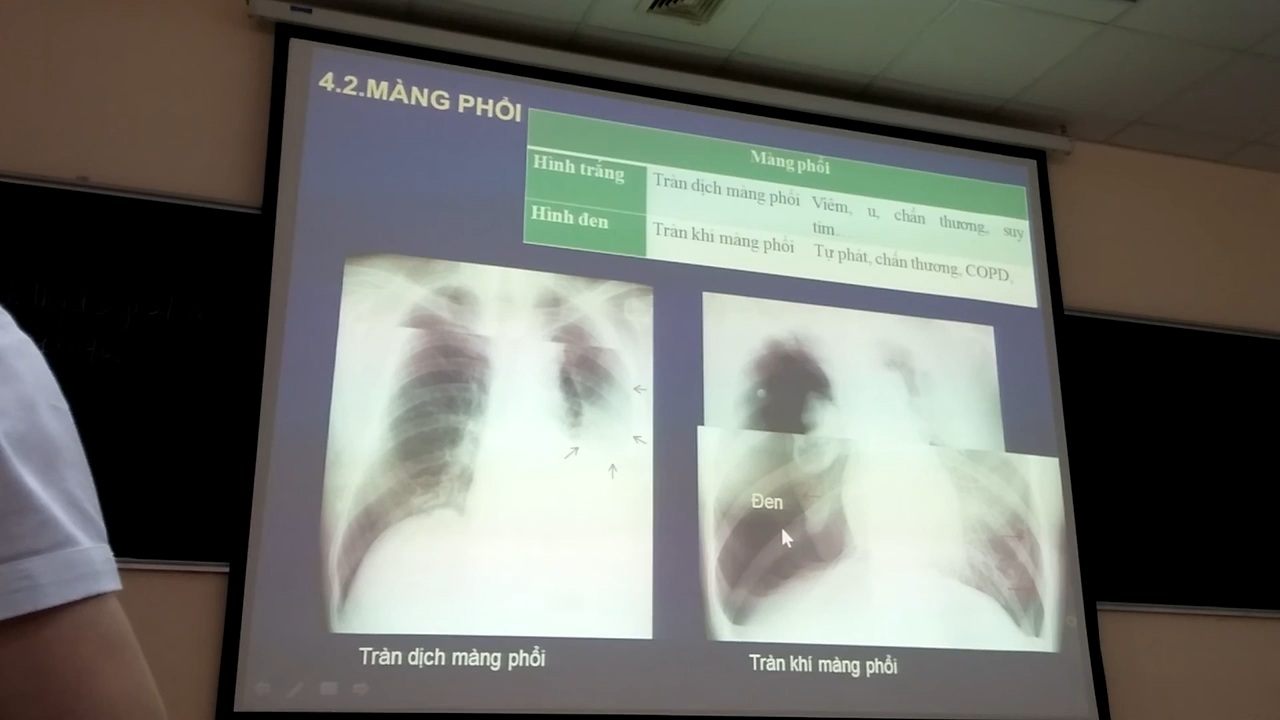 4.2.MÀNG PHỔI
Màng phổi
Hình trắng
Tràn dịch màng phổi
Viêm, u, chấn thương, suy
tim
Hình đen
Tràn khí màng phổi
Tự phát, chấn thương, COPD,
Đen
Tràn dịch màng phổi
Tràn khí màng phổi